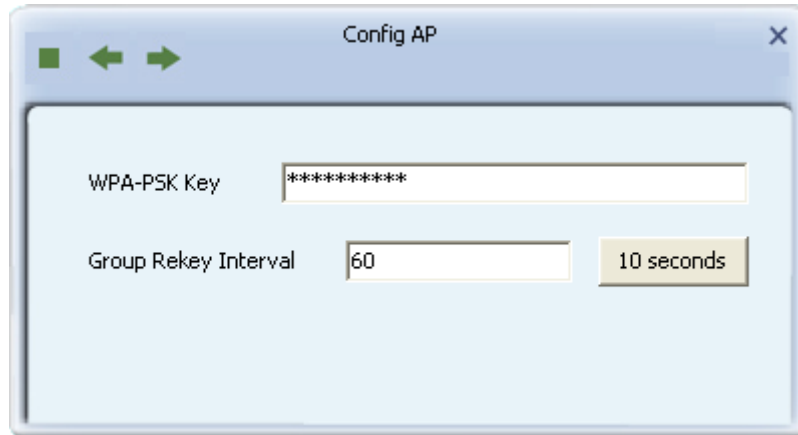 Config AP
WPA-PSK Key **********
Group Rekey Interval 60 10 seconds